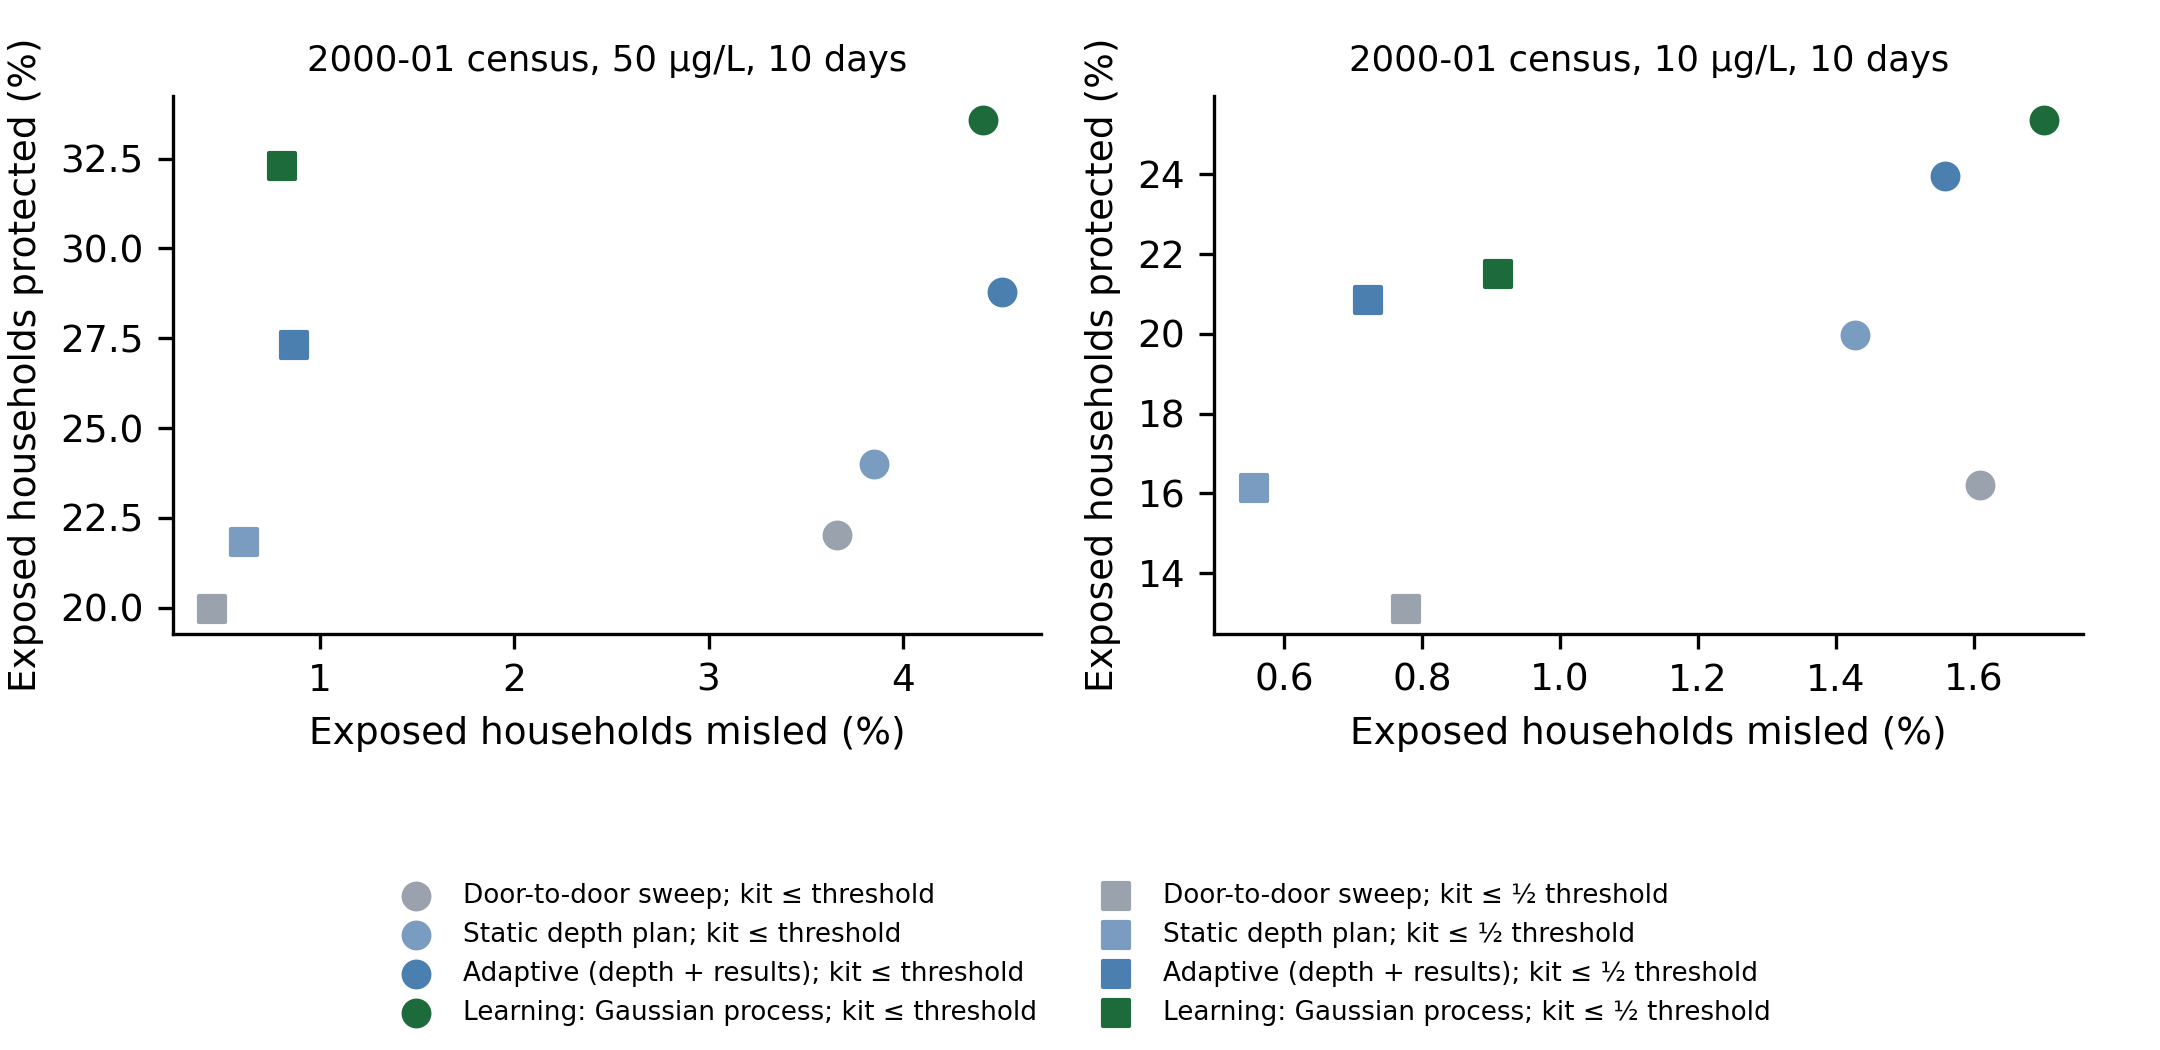 2000-01 census, 50 µg/L, 10 days
Exposed households protected (%)
32.5
30.0
27.5
25.0
22.5
20.0
1 2 3 4
Exposed households misled (%)
2000-01 census, 10 µg/L, 10 days
Exposed households protected (%)
24
22
20
18
16
14
0.6 0.8 1.0 1.2 1.4 1.6
Exposed households misled (%)
Door-to-door sweep; kit ≤ threshold
Static depth plan; kit ≤ threshold
Adaptive (depth + results); kit ≤ threshold
Learning: Gaussian process; kit ≤ threshold
Door-to-door sweep; kit ≤ ½ threshold
Static depth plan; kit ≤ ½ threshold
Adaptive (depth + results); kit ≤ ½ threshold
Learning: Gaussian process; kit ≤ ½ threshold